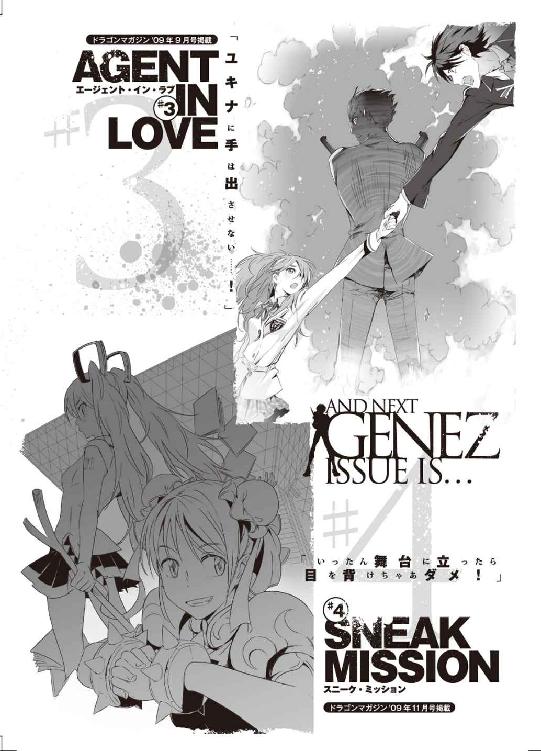 ドラゴンマガジン'09年9月号掲載
AGENT
エージェント・イン・ラブ
#3 IN
LOVE
#3
「ユキナに手は出させない……！」
AND NEXT
GENEZ
ISSUE IS...
#4
「いったん舞台に立ったら
目を背けちゃあダメ！」
#4
SNEAK
MISSION
スニーク・ミッション
ドラゴンマガジン'09年11月号掲載